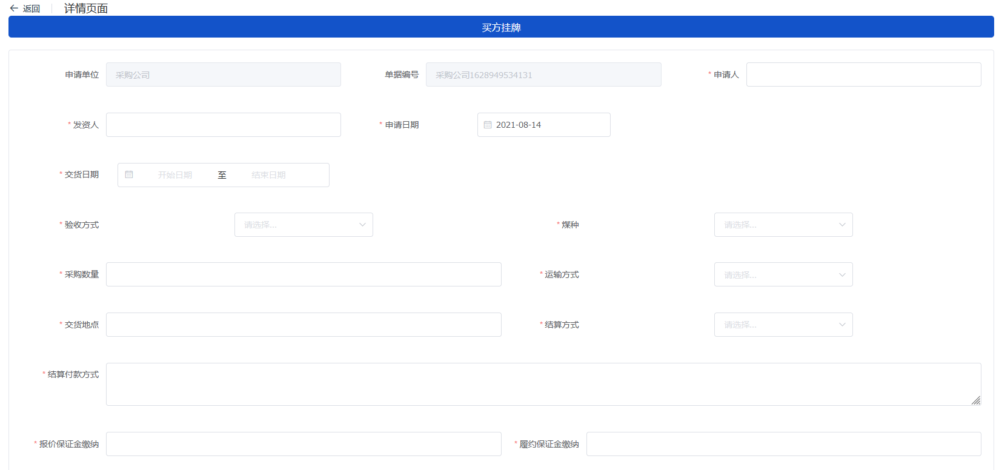 返回 详情页面
买方挂牌
申请单位 采购公司 单据编号 采购公司1628949534131 * 申请人
* 发资人 * 申请日期 2021-08-14
* 交货日期 开始日期 至 结束日期
* 验收方式 请选择... * 煤种 请选择...
* 采购数量 * 运输方式 请选择...
* 交货地点 * 结算方式 请选择...
* 结算付款方式
* 报价保证金缴纳 * 履约保证金缴纳